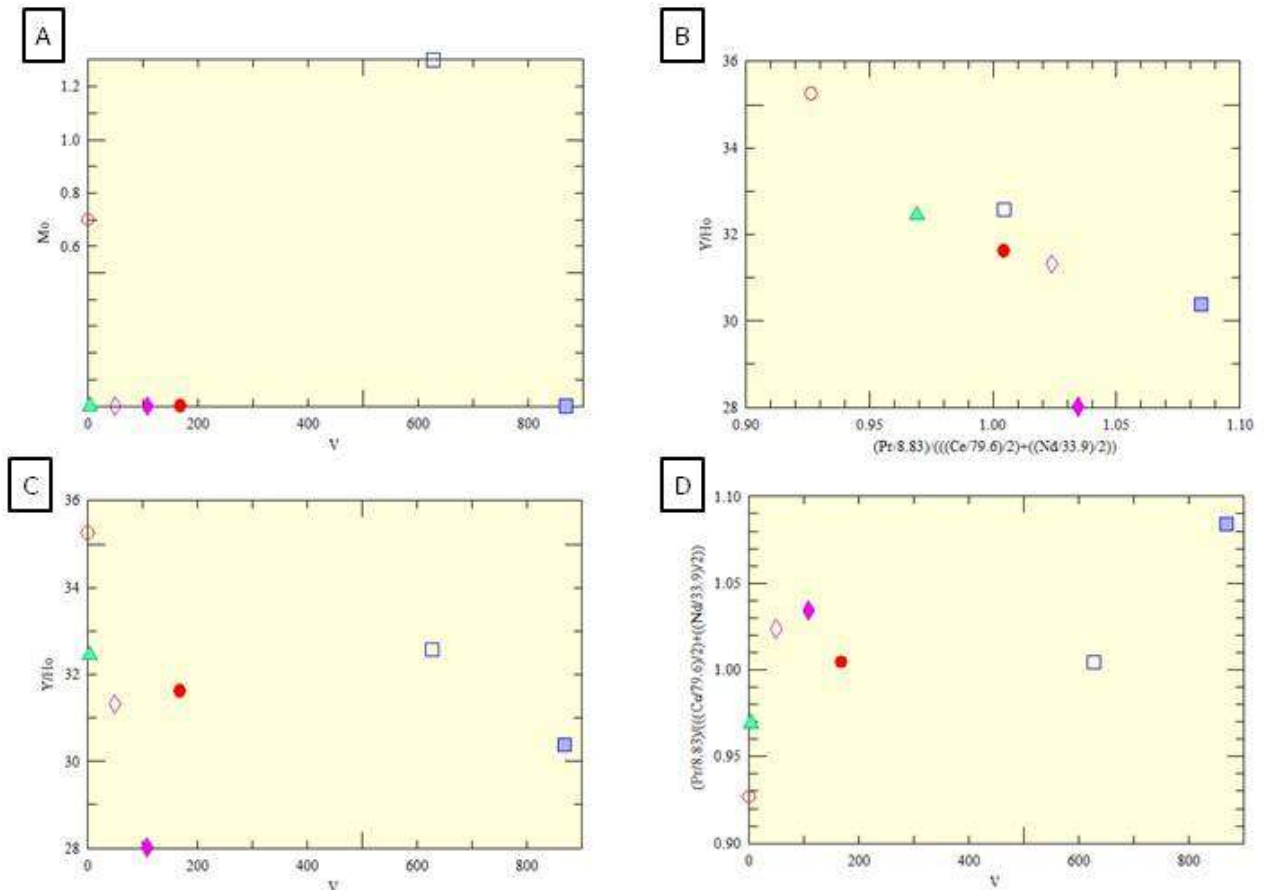 A
1.2
1.0
0.8
0.6
Mo
0 200 400 600 800
V
B
36
34
32
30
28
Y/Ho
0.90 0.95 1.00 1.05 1.10
(Pr/8.83)/(((Ce/79.6)/2)+((Nd/33.9)/2))
C
36
34
32
30
28
Y/Ho
0 200 400 600 800
V
D
1.10
1.05
1.00
0.95
0.90
(Pr/8.83)/(((Ce/79.6)/2)+((Nd/33.9)/2))
0 200 400 600 800
V